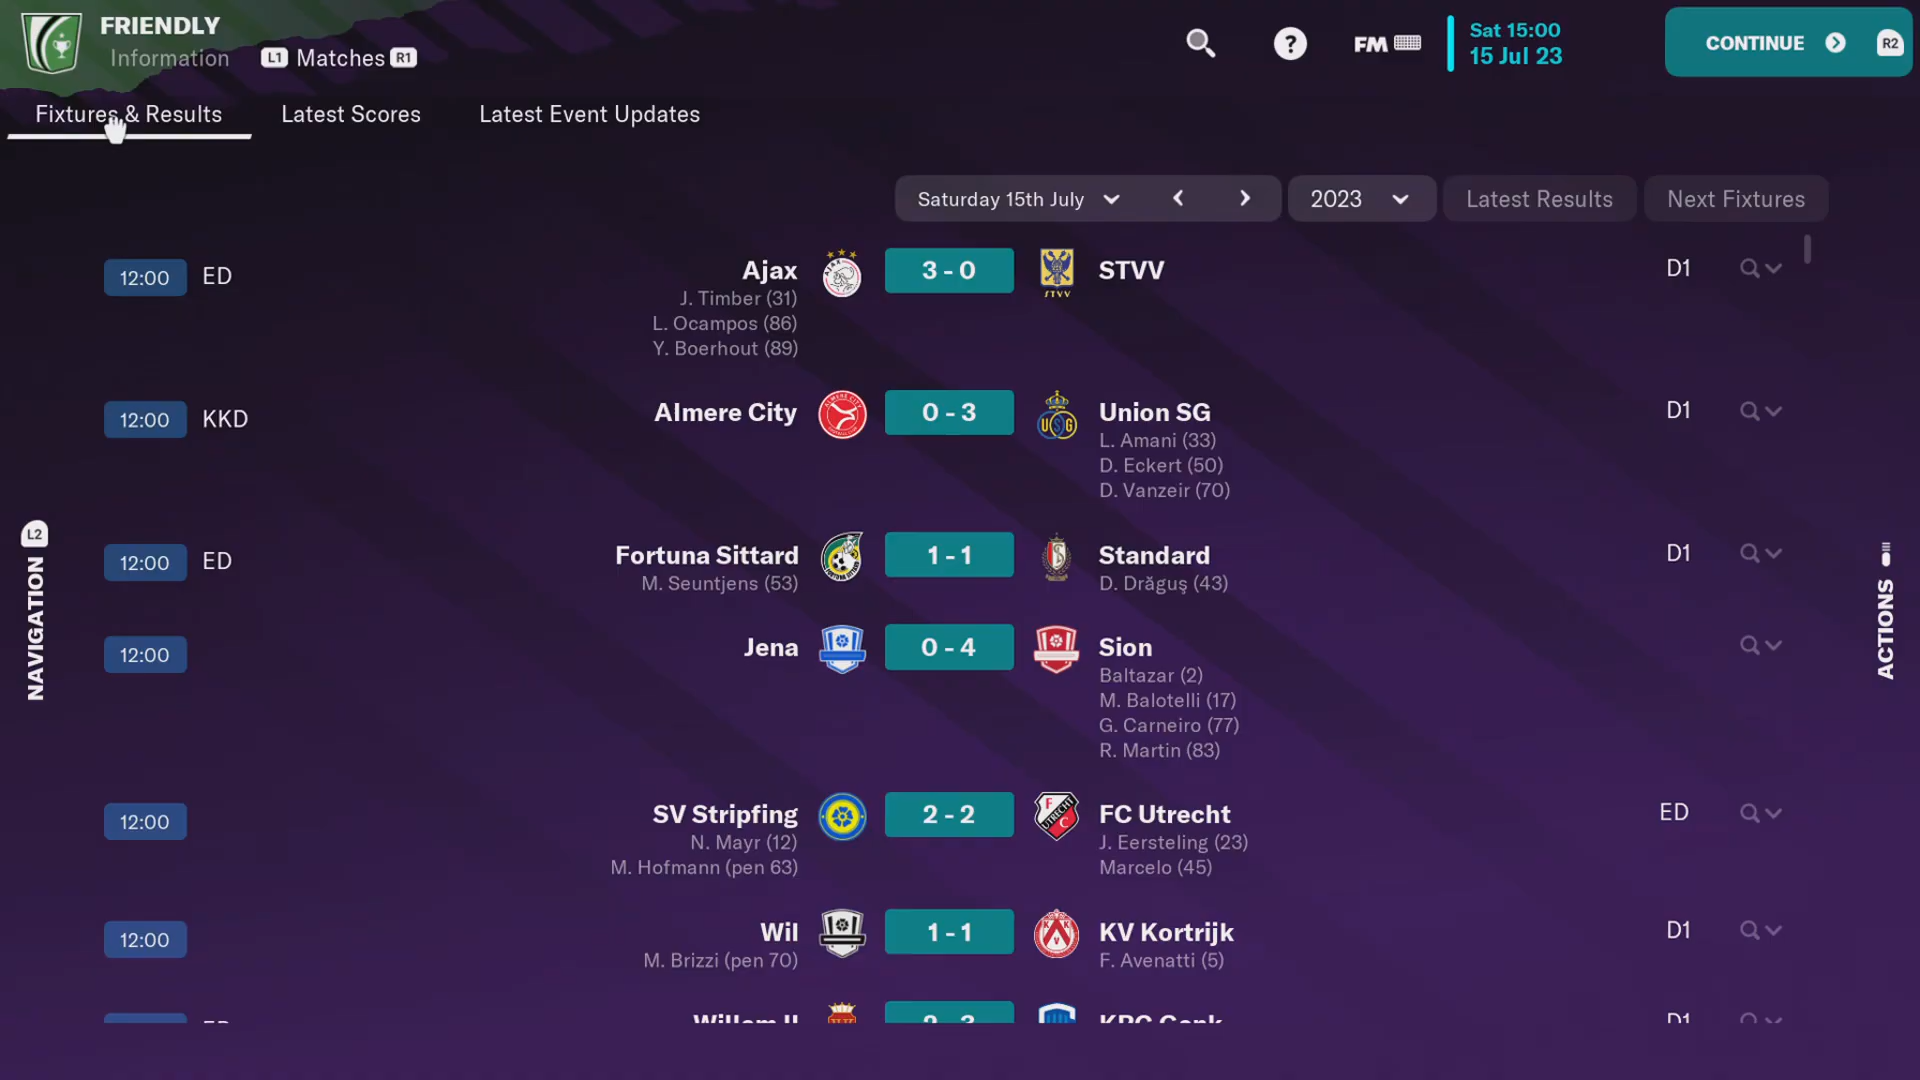 FRIENDLY
Information L1 Matches R1
? FM Sat 15:00
15 Jul 23
CONTINUE R2
Fixtures & Results Latest Scores Latest Event Updates
Saturday 15th July 2023 Latest Results Next Fixtures
12:00 ED Ajax 3 - 0 STVV D1
J. Timber (31)
L. Ocampos (86)
Y. Boerhout (89)
12:00 KKD Almere City 0 - 3 Union SG D1
L. Amani (33)
D. Eckert (50)
D. Vanzeir (70)
L2 NAVIGATION
ACTIONS
12:00 ED Fortuna Sittard 1 - 1 Standard D1
M. Seuntjens (53) D. Drăguş (43)
12:00 Jena 0 - 4 Sion
Baltazar (2)
M. Balotelli (17)
G. Carneiro (77)
R. Martin (83)
12:00 SV Stripfing 2 - 2 FC Utrecht ED
N. Mayr (12) J. Eersteling (23)
M. Hofmann (pen 63) Marcelo (45)
12:00 Wil 1 - 1 KV Kortrijk D1
M. Brizzi (pen 70) F. Avenatti (5)
Willem II KRC Genk D1